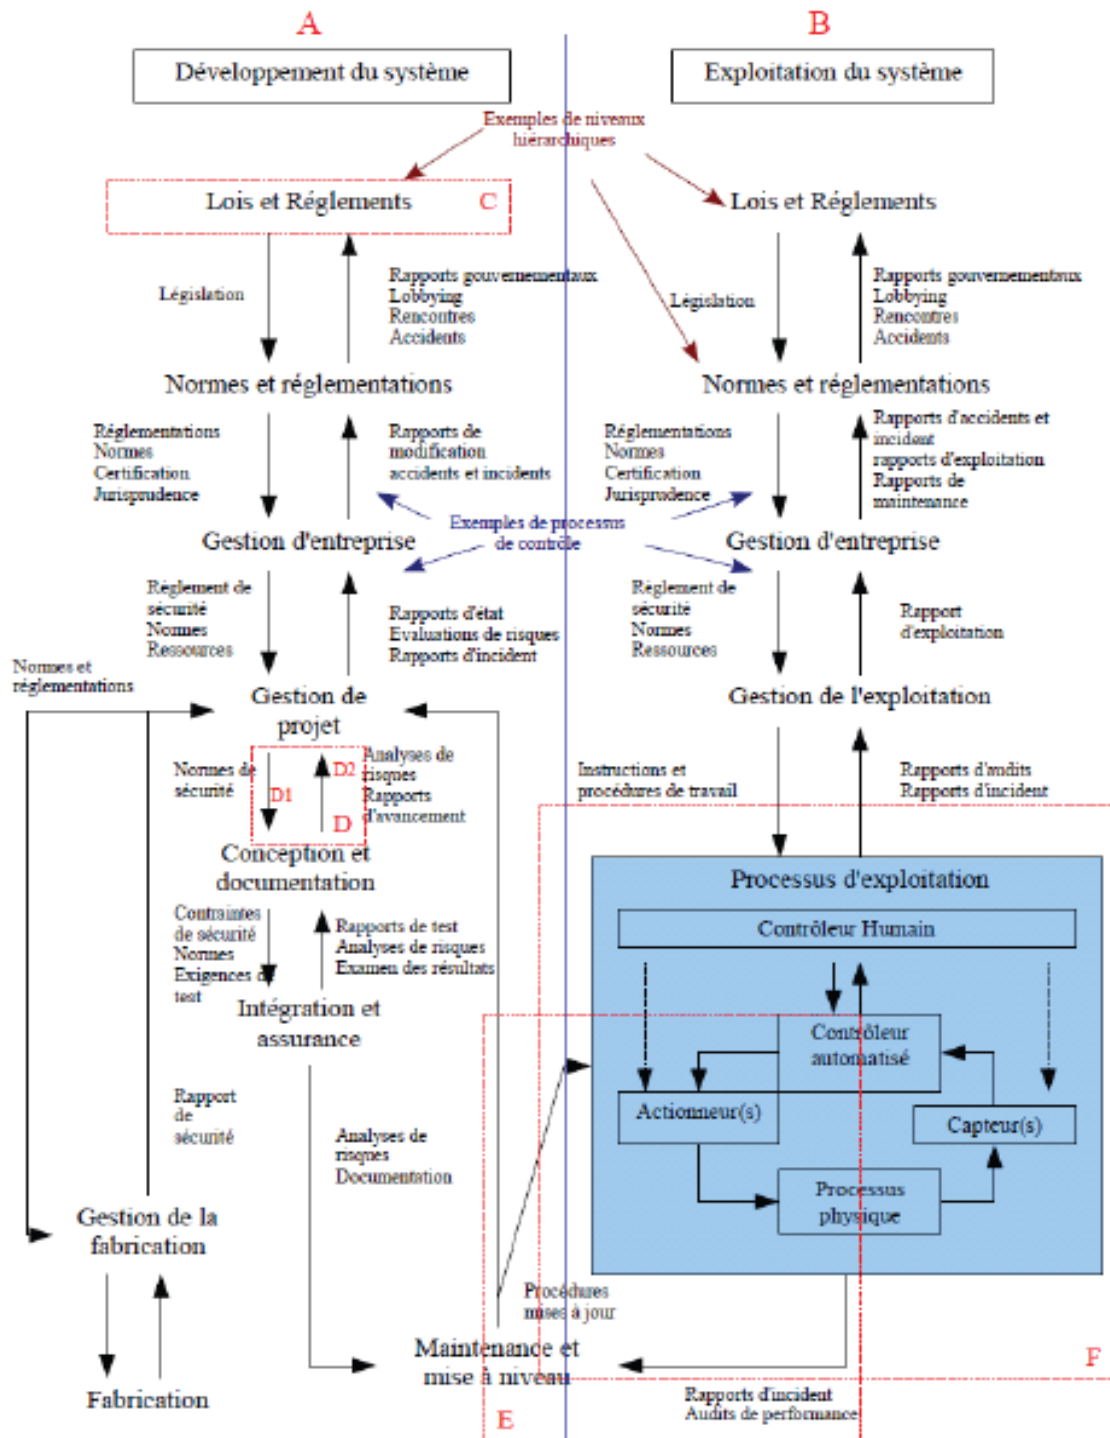 A
B
Développement du système
Exploitation du système
Exemples de niveaux
hiérarchiques
Lois et Réglements
C
Lois et Réglements
Législation
Rapports gouvernementaux
Lobbying
Rencontres
Accidents
Législation
Rapports gouvernementaux
Lobbying
Rencontres
Accidents
Normes et réglementations
Normes et réglementations
Réglementations
Normes
Certification
Jurisprudence
Rapports de
modification
accidents et incidents
Réglementations
Normes
Certification
Jurisprudence
Rapports d'accidents et
incident
rapports d'exploitation
Rapports de
maintenance
Exemples de processus
de contrôle
Gestion d'entreprise
Gestion d'entreprise
Règlement de
sécurité
Normes
Ressources
Rapports d'état
Evaluations de risques
Rapports d'incident
Règlement de
sécurité
Normes
Ressources
Rapport
d'exploitation
Normes et
réglementations
Gestion de
projet
Gestion de l'exploitation
Normes de
sécurité
D1
D2
D
Analyses de
risques
Rapports
d'avancement
Instructions et
procédures de travail
Rapports d'audits
Rapports d'incident
Conception et
documentation
Processus d'exploitation
Contrôleur Humain
Contraintes
de sécurité
Normes
Exigences de
test
Rapports de test
Analyses de risques
Examen des résultats
Intégration et
assurance
Contrôleur
automatisé
Actionneur(s)
Capteur(s)
Processus
physique
Rapport
de
sécurité
Analyses de
risques
Documentation
Gestion de la
fabrication
Procédures
mises à jour
Maintenance et
mise à niveau
F
Fabrication
E
Rapports d'incident
Audits de performance